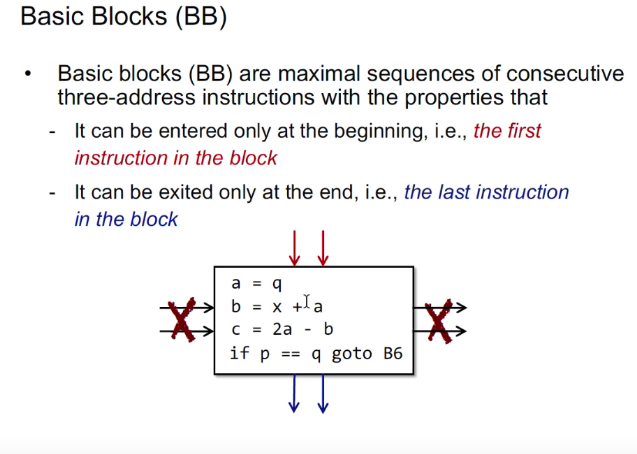 Basic Blocks (BB)
• Basic blocks (BB) are maximal sequences of consecutive
three-address instructions with the properties that
- It can be entered only at the beginning, i.e., the first
instruction in the block
- It can be exited only at the end, i.e., the last instruction
in the block
a = q
b = x + a
c = 2a - b
if p == q goto B6